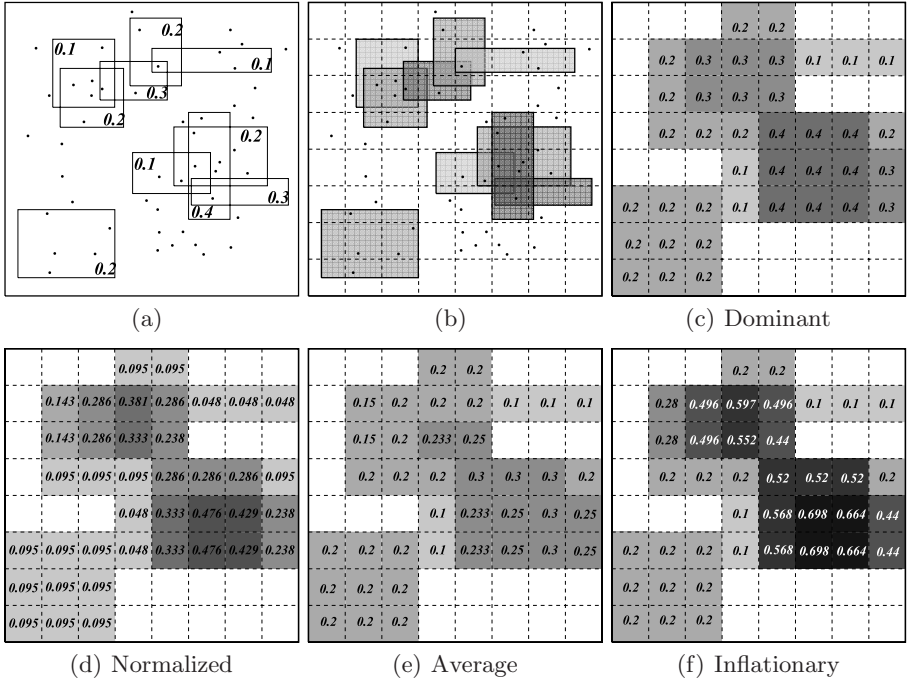 0.2
0.1
0.1
0.3
0.2
0.2
0.1
0.3
0.4
0.2
(a)
(b)
0.2 0.2
0.2 0.3 0.3 0.3 0.1 0.1 0.1
0.2 0.3 0.3 0.3
0.2 0.2 0.2 0.4 0.4 0.4 0.2
0.1 0.4 0.4 0.4 0.3
0.2 0.2 0.2 0.1 0.4 0.4 0.4 0.3
0.2 0.2 0.2
0.2 0.2 0.2
(c) Dominant
0.095 0.095
0.143 0.286 0.381 0.286 0.048 0.048 0.048
0.143 0.286 0.333 0.238
0.095 0.095 0.095 0.286 0.286 0.286 0.095
0.048 0.333 0.476 0.429 0.238
0.095 0.095 0.095 0.048 0.333 0.476 0.429 0.238
0.095 0.095 0.095
0.095 0.095 0.095
(d) Normalized
0.2 0.2
0.15 0.2 0.2 0.2 0.1 0.1 0.1
0.15 0.2 0.233 0.25
0.2 0.2 0.2 0.3 0.3 0.3 0.2
0.1 0.233 0.25 0.3 0.25
0.2 0.2 0.2 0.1 0.233 0.25 0.3 0.25
0.2 0.2 0.2
0.2 0.2 0.2
(e) Average
0.2 0.2
0.28 0.496 0.597 0.496 0.1 0.1 0.1
0.28 0.496 0.552 0.44
0.2 0.2 0.2 0.52 0.52 0.52 0.2
0.1 0.568 0.698 0.664 0.44
0.2 0.2 0.2 0.1 0.568 0.698 0.664 0.44
0.2 0.2 0.2
0.2 0.2 0.2
(f) Inflationary